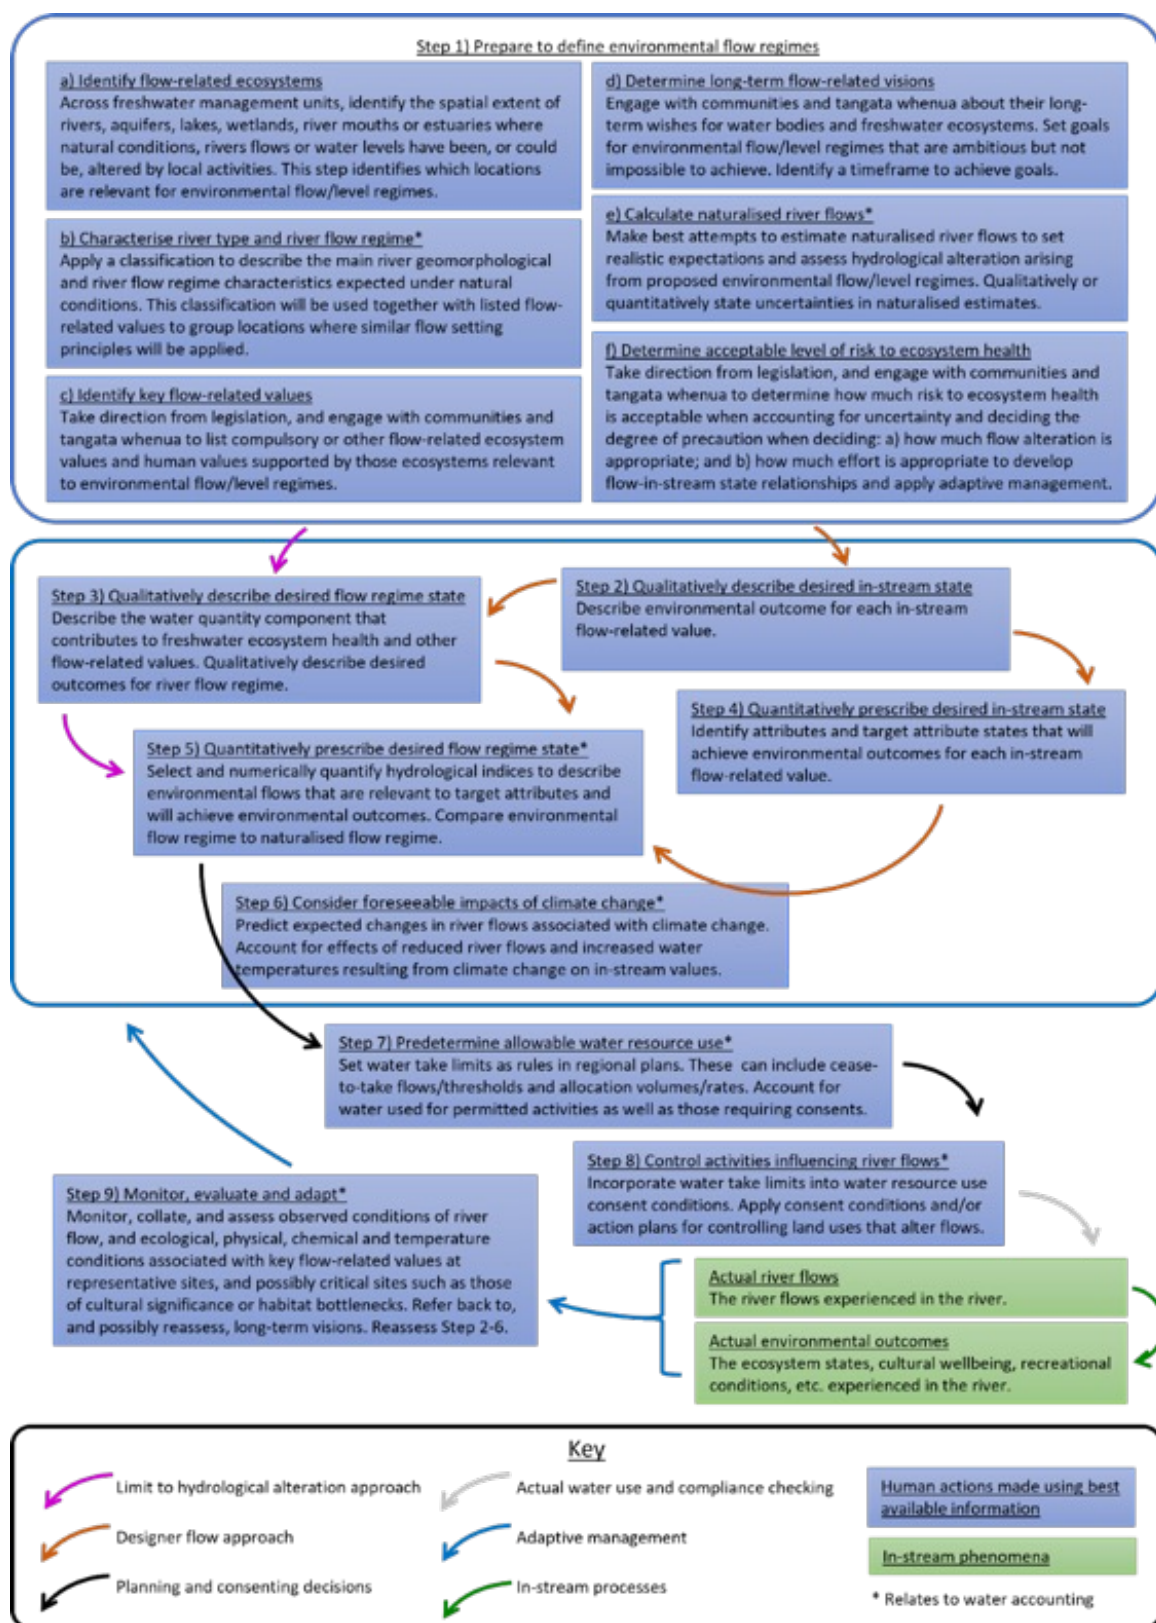 Step 1) Prepare to define environmental flow regimes
a) Identify flow-related ecosystems
Across freshwater management units, identify the spatial extent of
rivers, aquifers, lakes, wetlands, river mouths or estuaries where
natural conditions, rivers flows or water levels have been, or could
be, altered by local activities. This step identifies which locations
are relevant for environmental flow/level regimes.
b) Characterise river type and river flow regime*
Apply a classification to describe the main river geomorphological
and river flow regime characteristics expected under natural
conditions. This classification will be used together with listed flow-
related values to group locations where similar flow setting
principles will be applied.
c) Identify key flow-related values
Take direction from legislation, and engage with communities and
tangata whenua to list compulsory or other flow-related ecosystem
values and human values supported by those ecosystems relevant
to environmental flow/level regimes.
d) Determine long-term flow-related visions
Engage with communities and tangata whenua about their long-
term wishes for water bodies and freshwater ecosystems. Set goals
for environmental flow/level regimes that are ambitious but not
impossible to achieve. Identify a timeframe to achieve goals.
e) Calculate naturalised river flows*
Make best attempts to estimate naturalised river flows to set
realistic expectations and assess hydrological alteration arising
from proposed environmental flow/level regimes. Qualitatively or
quantitatively state uncertainties in naturalised estimates.
f) Determine acceptable level of risk to ecosystem health
Take direction from legislation, and engage with communities and
tangata whenua to determine how much risk to ecosystem health
is acceptable when accounting for uncertainty and deciding the
degree of precaution when deciding: a) how much flow alteration is
appropriate; and b) how much effort is appropriate to develop
flow-in-stream state relationships and apply adaptive management.
Step 2) Qualitatively describe desired in-stream state
Describe environmental outcome for each in-stream
flow-related value.
Step 3) Qualitatively describe desired flow regime state
Describe the water quantity component that
contributes to freshwater ecosystem health and other
flow-related values. Qualitatively describe desired
outcomes for river flow regime.
Step 4) Quantitatively prescribe desired in-stream state
Identify attributes and target attribute states that will
achieve environmental outcomes for each in-stream
flow-related value.
Step 5) Quantitatively prescribe desired flow regime state*
Select and numerically quantify hydrological indices to describe
environmental flows that are relevant to target attributes and
will achieve environmental outcomes. Compare environmental
flow regime to naturalised flow regime.
Step 6) Consider foreseeable impacts of climate change*
Predict expected changes in river flows associated with climate change.
Account for effects of reduced river flows and increased water
temperatures resulting from climate change on in-stream values.
Step 7) Predetermine allowable water resource use*
Set water take limits as rules in regional plans. These can include cease-
to-take flows/thresholds and allocation volumes/rates. Account for
water used for permitted activities as well as those requiring consents.
Step 8) Control activities influencing river flows*
Incorporate water take limits into water resource use
consent conditions. Apply consent conditions and/or
action plans for controlling land uses that alter flows.
Step 9) Monitor, evaluate and adapt*
Monitor, collate, and assess observed conditions of river
flow, and ecological, physical, chemical and temperature
conditions associated with key flow-related values at
representative sites, and possibly critical sites such as those
of cultural significance or habitat bottlenecks. Refer back to,
and possibly reassess, long-term visions. Reassess Step 2-6.
Actual river flows
The river flows experienced in the river.
Actual environmental outcomes
The ecosystem states, cultural wellbeing, recreational
conditions, etc. experienced in the river.
Key
Limit to hydrological alteration approach
Designer flow approach
Planning and consenting decisions
Actual water use and compliance checking
Adaptive management
In-stream processes
Human actions made using best
available information
In-stream phenomena
* Relates to water accounting